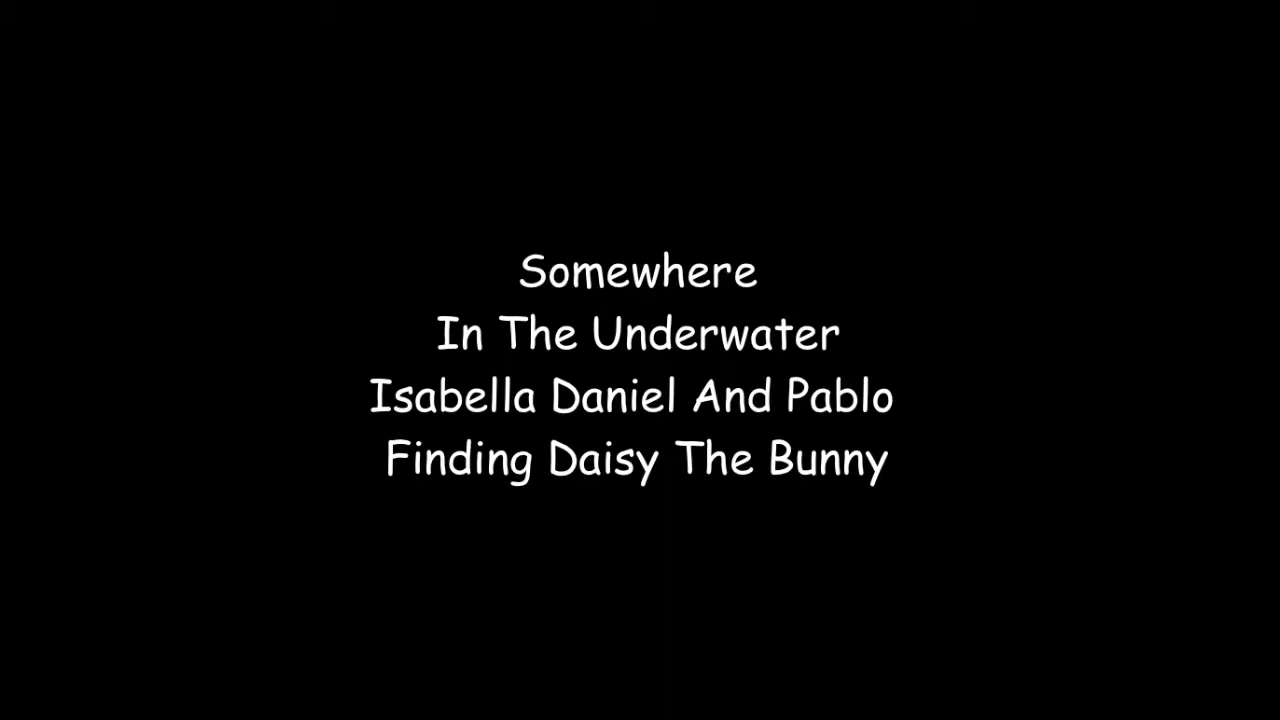 Somewhere
In The Underwater
Isabella Daniel And Pablo
Finding Daisy The Bunny